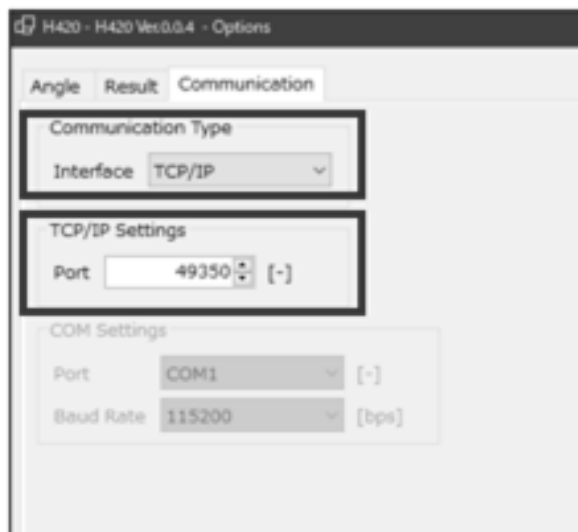 H420 - H420 Ver.0.0.4 - Options
Angle Result Communication
Communication Type
Interface TCP/IP
TCP/IP Settings
Port 49350 [-]
COM Settings
Port COM1 [-]
Baud Rate 115200 [bps]